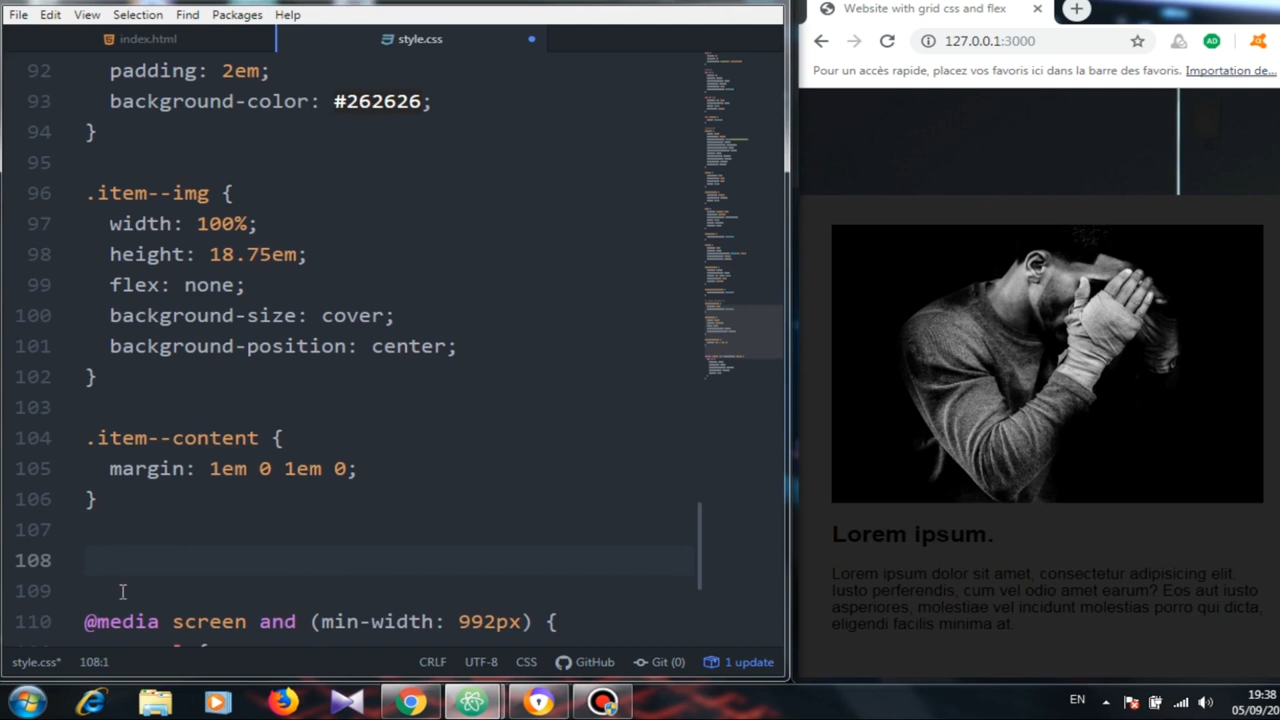 File Edit View Selection Find Packages Help
index.html
style.css
92 padding: 2em;
93 background-color: #262626;
94 }
95
96 .item--img {
97 width: 100%;
98 height: 18.75em;
99 flex: none;
100 background-size: cover;
101 background-position: center;
102 }
103
104 .item--content {
105 margin: 1em 0 1em 0;
106 }
107
108
109
110 @media screen and (min-width: 992px) {
style.css* 108:1 CRLF UTF-8 CSS GitHub Git (0) 1 update
Website with grid css and flex
127.0.0.1:3000
AD
Pour un accès rapide, placez vos favoris ici dans la barre des favoris. Importation de...
Lorem ipsum.
Lorem ipsum dolor sit amet, consectetur adipisicing elit.
Iusto perferendis, cum vel odio amet earum? Eos aut iusto
asperiores, molestiae vel incidunt molestias porro qui dicta,
eligendi facilis minima at.
EN
19:38
05/09/20